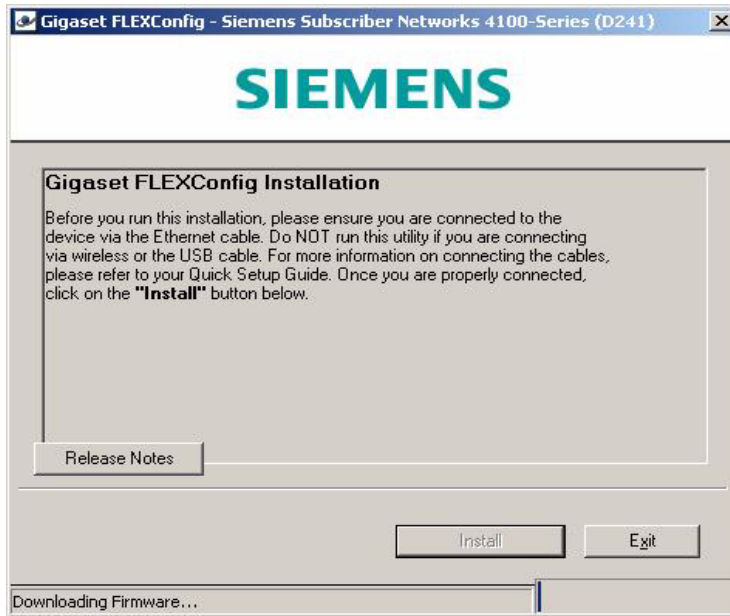 Gigaset FLEXConfig - Siemens Subscriber Networks 4100-Series (D241)
SIEMENS
Gigaset FLEXConfig Installation
Before you run this installation, please ensure you are connected to the
device via the Ethernet cable. Do NOT run this utility if you are connecting
via wireless or the USB cable. For more information on connecting the cables,
please refer to your Quick Setup Guide. Once you are properly connected,
click on the "Install" button below.
Release Notes
Install
Exit
Downloading Firmware...